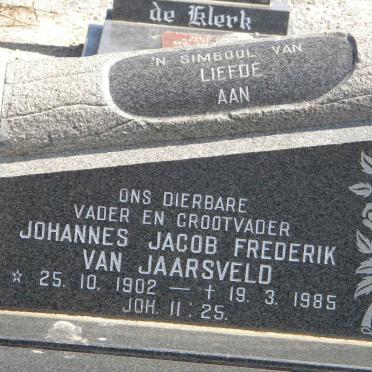 de Klerk
'N SIMBOOL VAN
LIEFDE
AAN
ONS DIERBARE
VADER EN GROOTVADER
JOHANNES JACOB FREDERIK
VAN JAARSVELD
* 25. 10. 1902 — † 19. 3. 1985
JOH. 11 : 25.